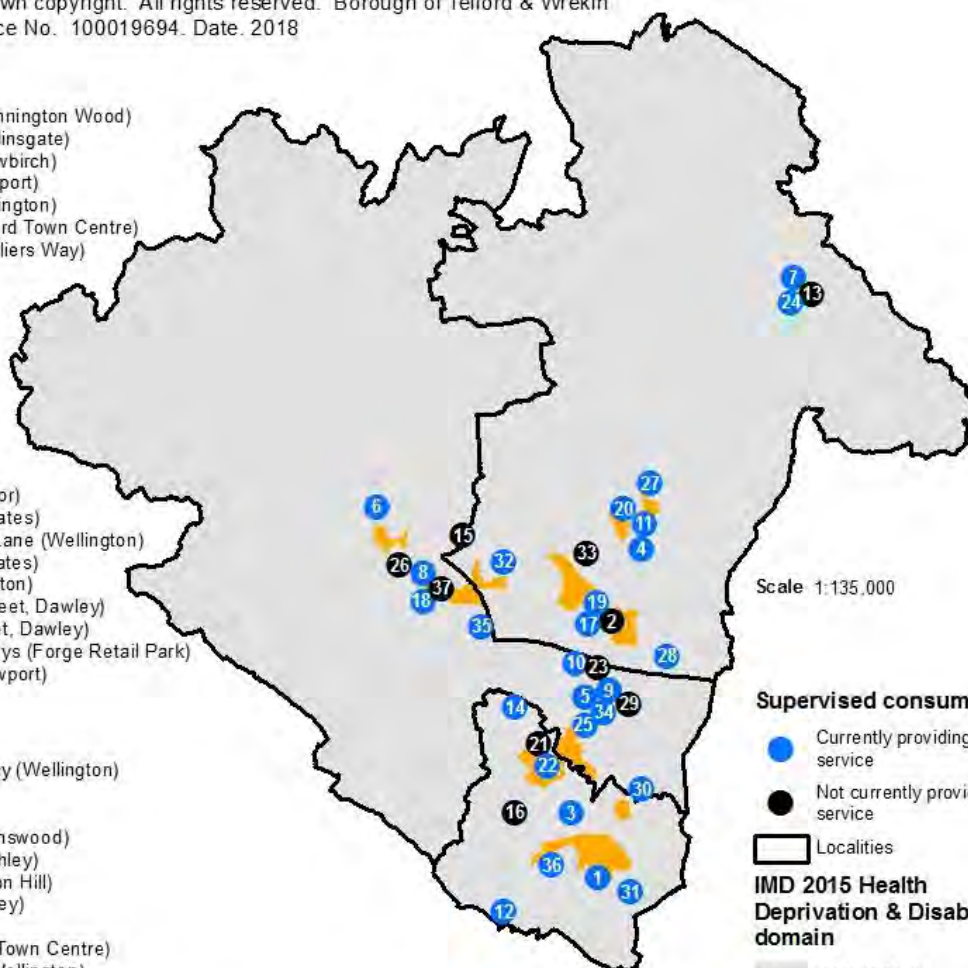 wn copyright. All rights reserved. Borough of Telford & Wrekin
ce No. 100019694. Date. 2018
nnington Wood)
linsgate)
wbirch)
port)
ington)
rd Town Centre)
lliers Way)
or)
ates)
Lane (Wellington)
ates)
ton)
eet, Dawley)
et, Dawley)
ys (Forge Retail Park)
wport)
cy (Wellington)
nswood)
hley)
on Hill)
ey)
Town Centre)
7
13
24
27
6
20
11
15
4
33
32
26
8
37
18
19
17
2
35
28
10
23
9
5
29
34
14
25
21
22
30
16
3
36
1
31
12
Scale 1:135,000
Supervised consum
Currently providing
service
Not currently provi
service
Localities
IMD 2015 Health
Deprivation & Disab
domain